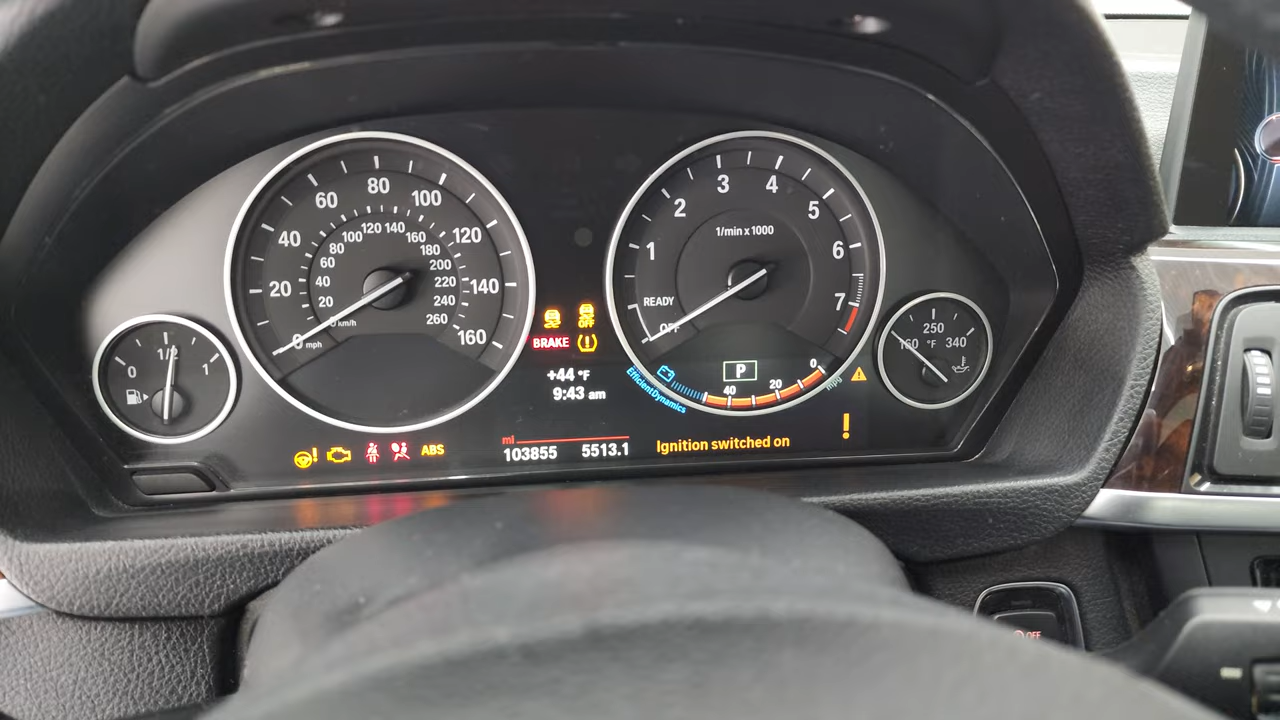 20
40
60
80
100
120
140
160
mph
20
40
60
80
100
120
140
160
180
200
220
240
260
km/h
0
0
1/2
1
1
2
3
4
5
6
7
1/min x 1000
READY
OFF
P
40
20
0
mpg
EfficientDynamics
160
250
340
°F
OFF
BRAKE
+44 °F
9:43 am
ABS
mi
103855 5513.1
Ignition switched on
OFF